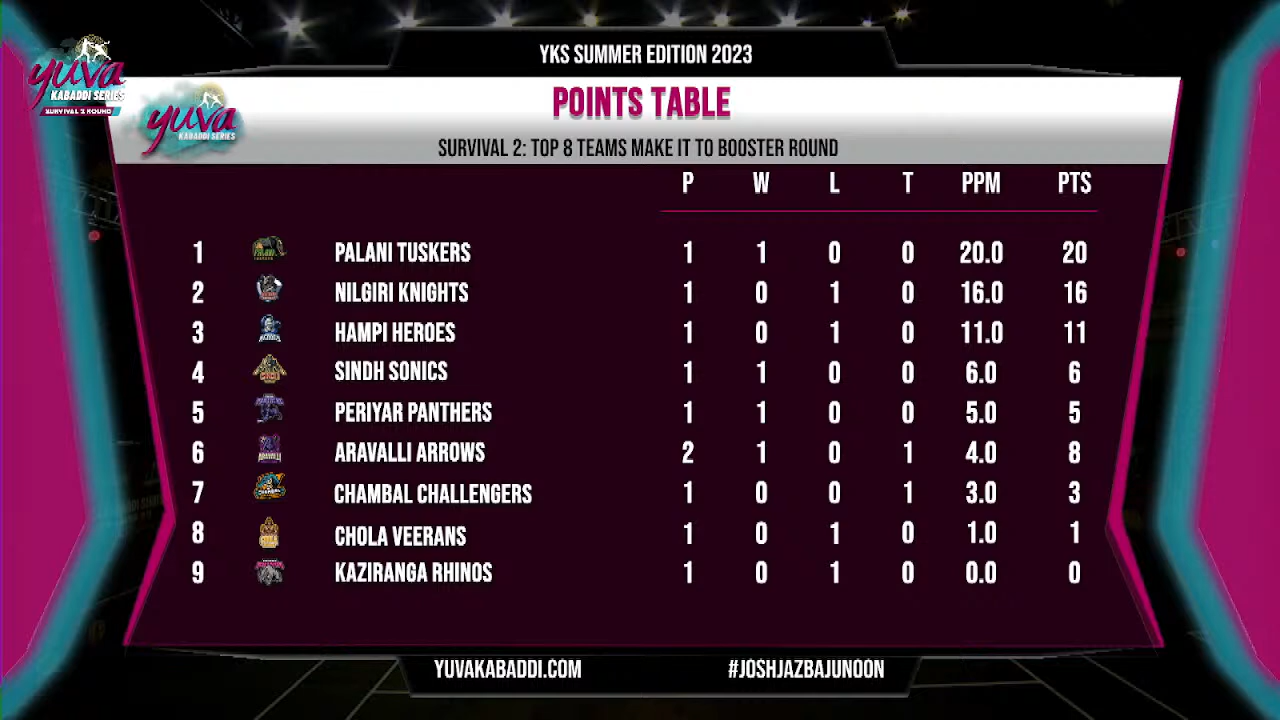 YKS SUMMER EDITION 2023
yuva
KABADDI SERIES
SURVIVAL 2 ROUND
yuva
KABADDI SERIES
POINTS TABLE
SURVIVAL 2: TOP 8 TEAMS MAKE IT TO BOOSTER ROUND
P W L T PPM PTS
1 PALANI TUSKERS 1 1 0 0 20.0 20
2 NILGIRI KNIGHTS 1 0 1 0 16.0 16
3 HAMPI HEROES 1 0 1 0 11.0 11
4 SINDH SONICS 1 1 0 0 6.0 6
5 PERIYAR PANTHERS 1 1 0 0 5.0 5
6 ARAVALLI ARROWS 2 1 0 1 4.0 8
7 CHAMBAL CHALLENGERS 1 0 0 1 3.0 3
8 CHOLA VEERANS 1 0 1 0 1.0 1
9 KAZIRANGA RHINOS 1 0 1 0 0.0 0
YUVAKABADDI.COM #JOSHJAZBAJUNOON